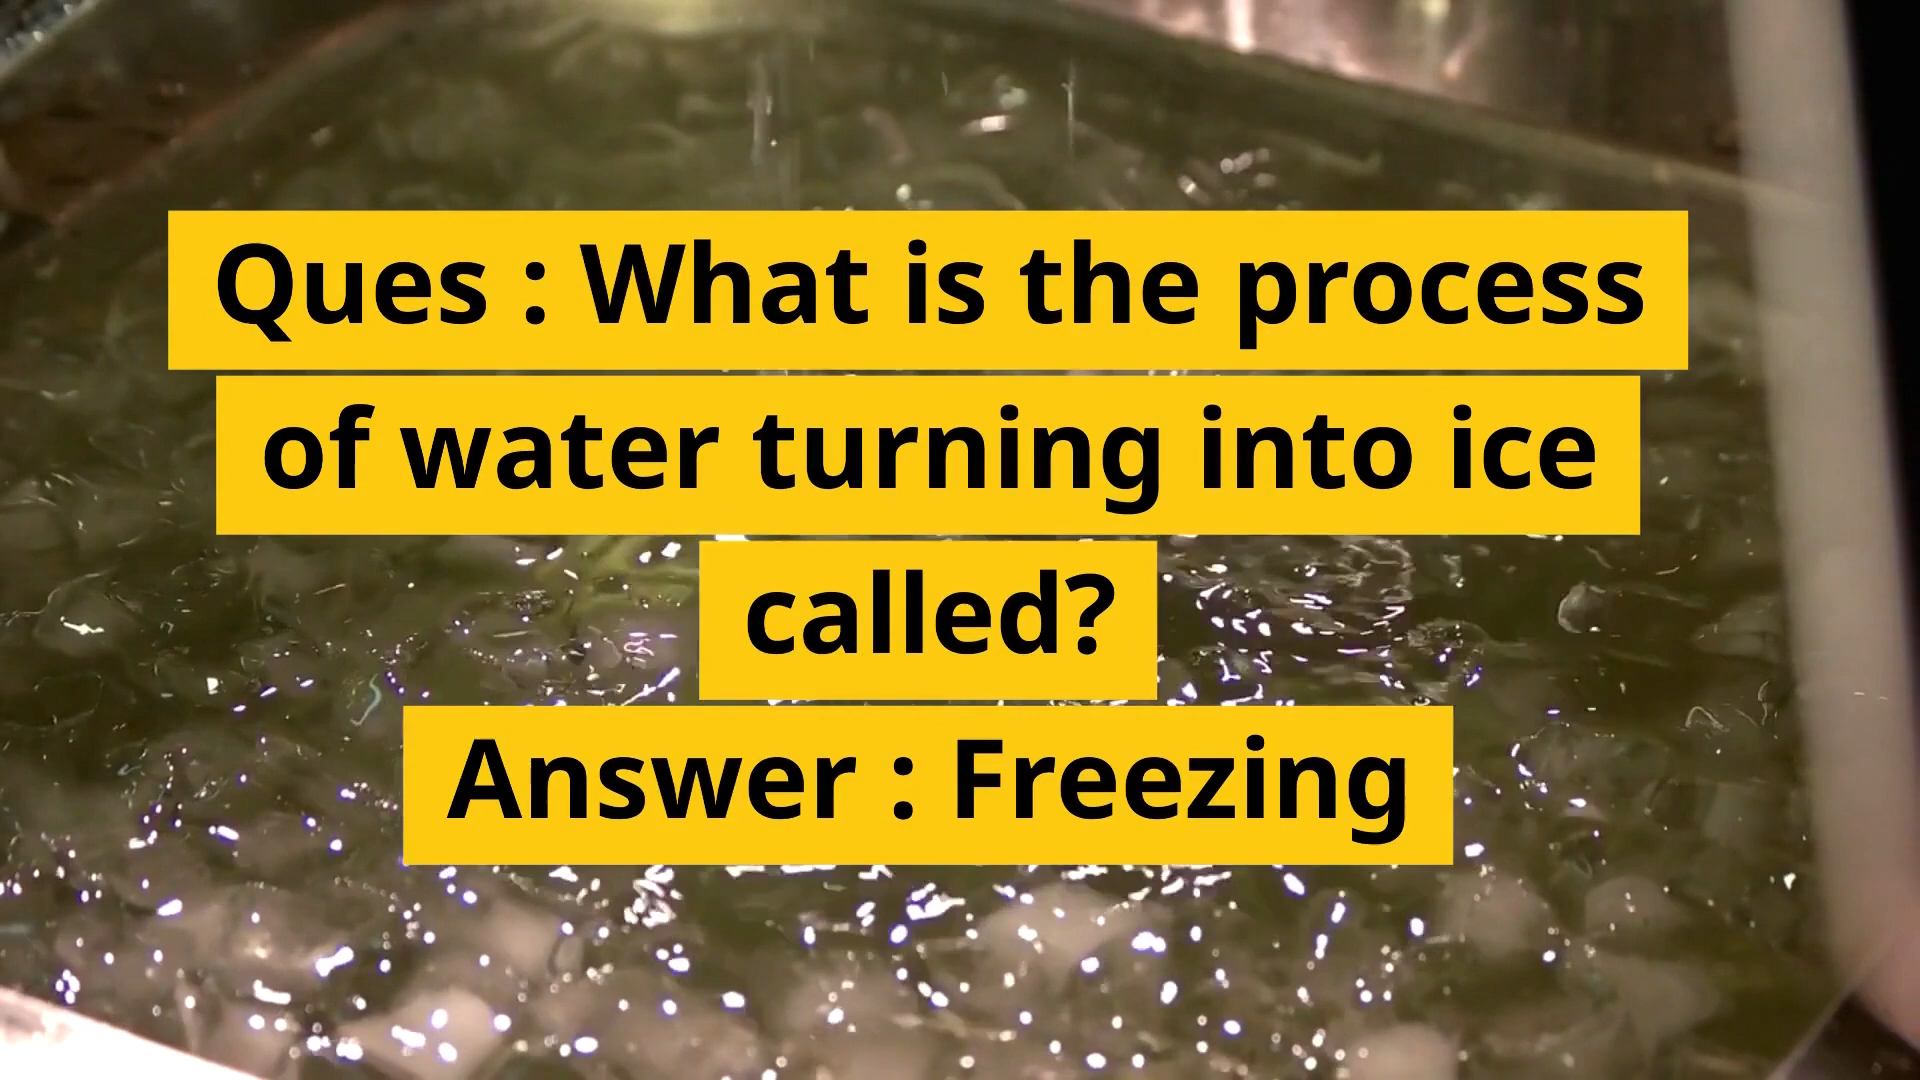 Ques : What is the process
of water turning into ice
called?
Answer : Freezing